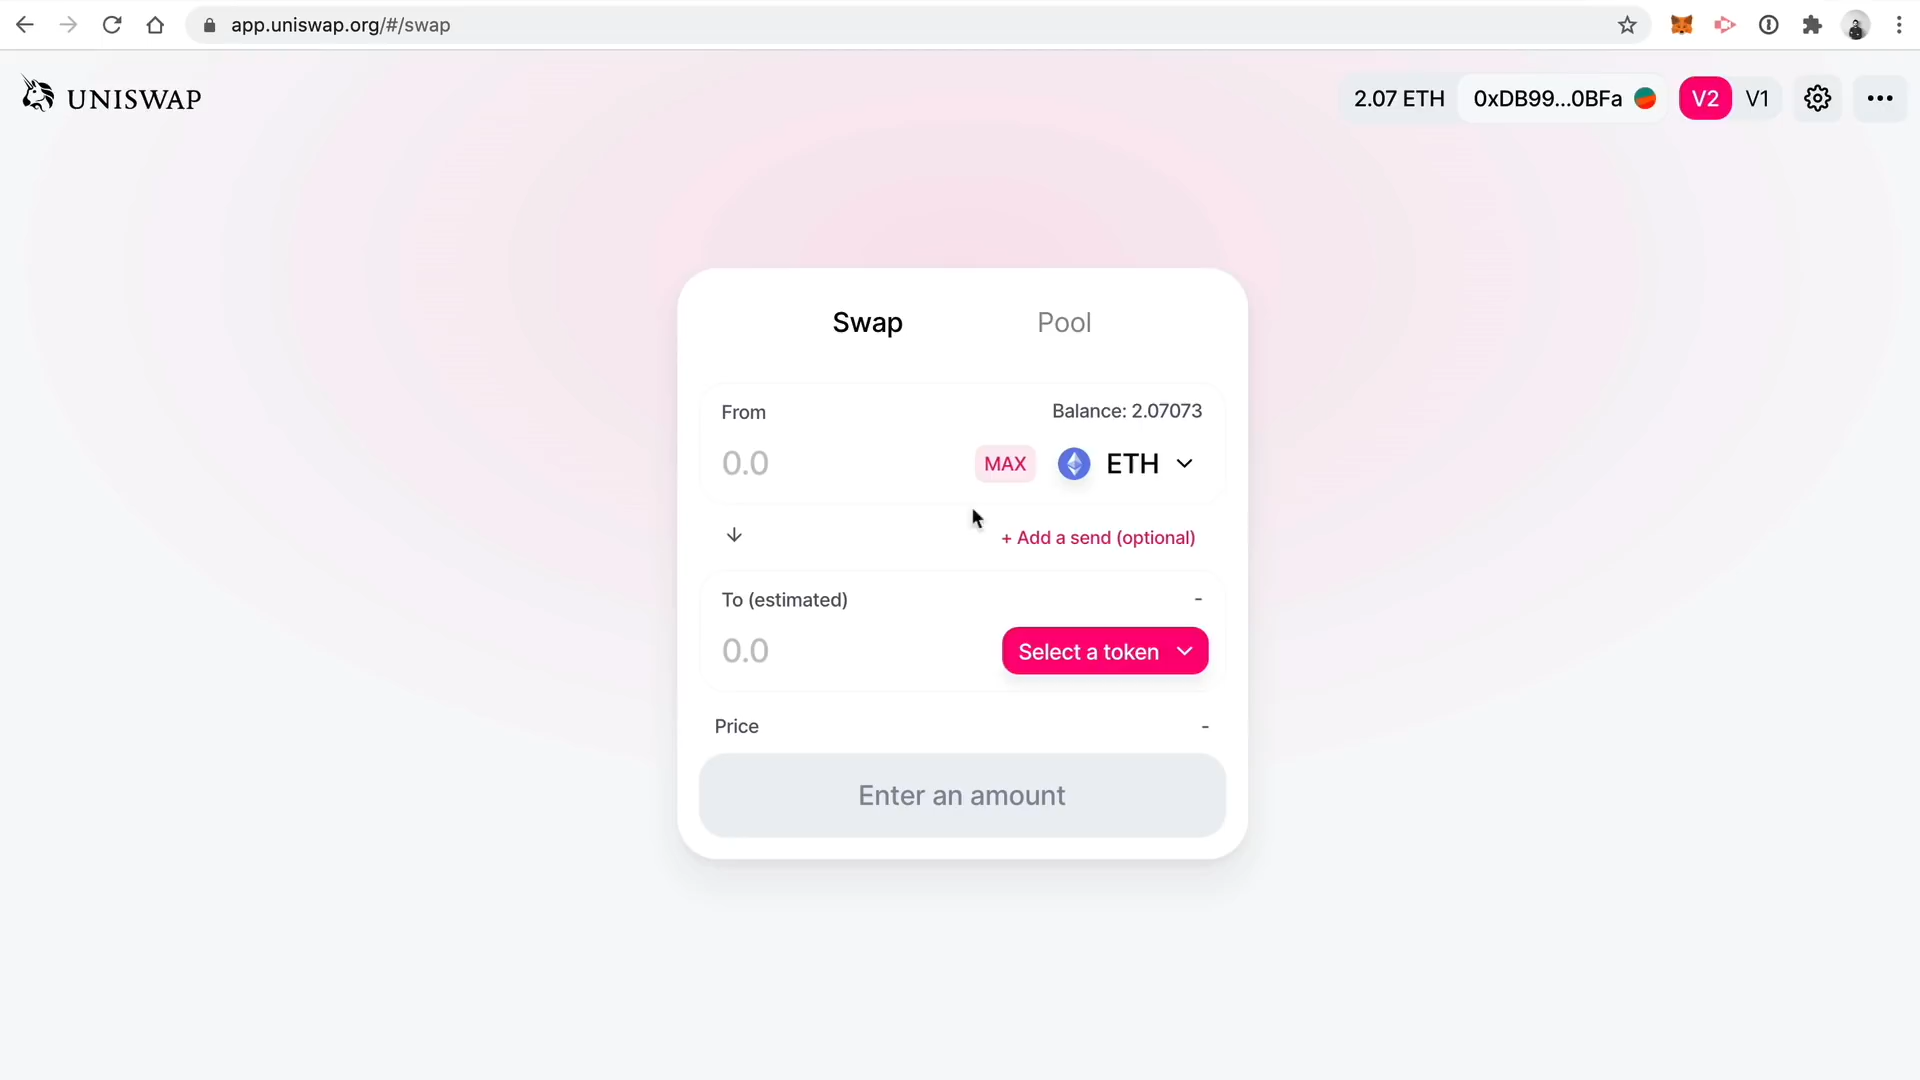 app.uniswap.org/#/swap
UNISWAP
2.07 ETH 0xDB99...0BFa V2 V1
Swap Pool
From Balance: 2.07073
0.0 MAX ETH
+ Add a send (optional)
To (estimated) -
0.0 Select a token
Price -
Enter an amount